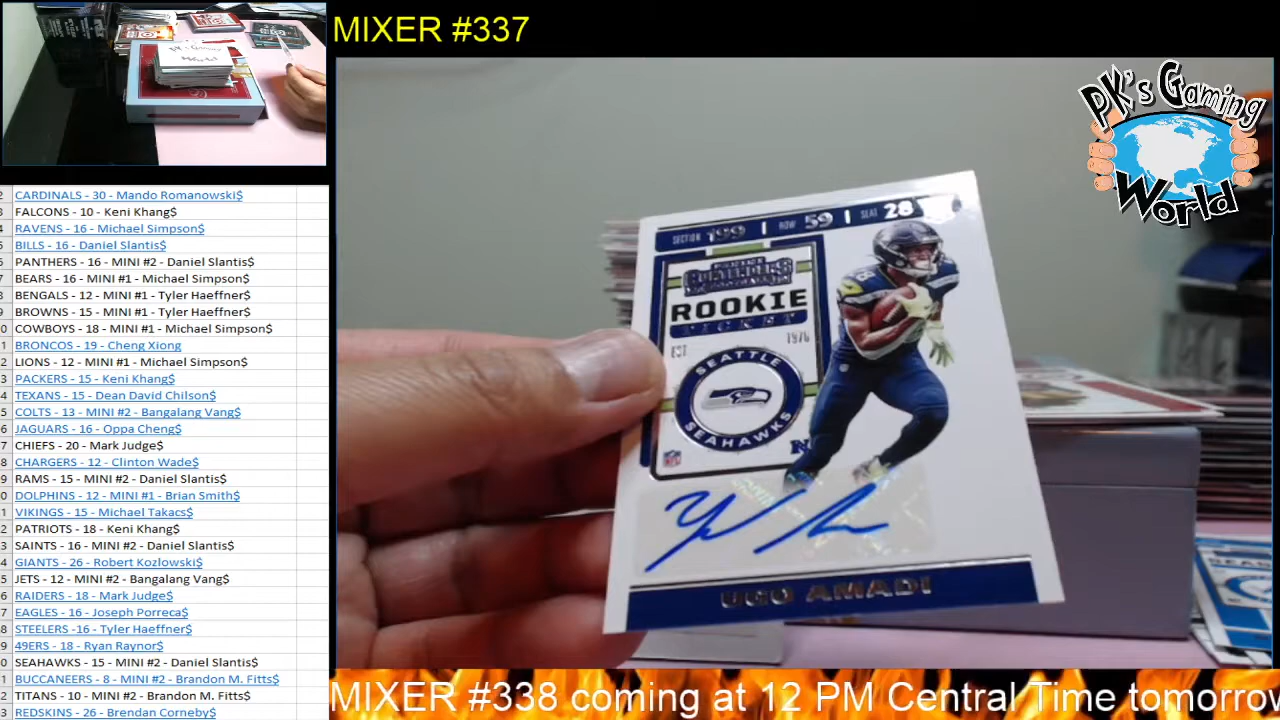 MIXER #337
PK's Gaming
World
PK's GAMING
WORLD
CARDINALS - 30 - Mando Romanowski$
FALCONS - 10 - Keni Khang$
RAVENS - 16 - Michael Simpson$
BILLS - 16 - Daniel Slantis$
PANTHERS - 16 - MINI #2 - Daniel Slantis$
BEARS - 16 - MINI #1 - Michael Simpson$
BENGALS - 12 - MINI #1 - Tyler Haeffner$
BROWNS - 15 - MINI #1 - Tyler Haeffner$
COWBOYS - 18 - MINI #1 - Michael Simpson$
BRONCOS - 19 - Cheng Xiong
LIONS - 12 - MINI #1 - Michael Simpson$
PACKERS - 15 - Keni Khang$
TEXANS - 15 - Dean David Chilson$
COLTS - 13 - MINI #2 - Bangalang Vang$
JAGUARS - 16 - Oppa Cheng$
CHIEFS - 20 - Mark Judge$
CHARGERS - 12 - Clinton Wade$
RAMS - 15 - MINI #2 - Daniel Slantis$
DOLPHINS - 12 - MINI #1 - Brian Smith$
VIKINGS - 15 - Michael Takacs$
PATRIOTS - 18 - Keni Khang$
SAINTS - 16 - MINI #2 - Daniel Slantis$
GIANTS - 26 - Robert Kozlowski$
JETS - 12 - MINI #2 - Bangalang Vang$
RAIDERS - 18 - Mark Judge$
EAGLES - 16 - Joseph Porreca$
STEELERS -16 - Tyler Haeffner$
49ERS - 18 - Ryan Raynor$
SEAHAWKS - 15 - MINI #2 - Daniel Slantis$
BUCCANEERS - 8 - MINI #2 - Brandon M. Fitts$
TITANS - 10 - MINI #2 - Brandon M. Fitts$
REDSKINS - 26 - Brendan Corneby$
SECTION 199 | ROW 59 | SEAT 28
ROOKIE
TICKET
EST 1976
SEATTLE
SEAHAWKS
NFL
UGO AMADI
MIXER #338 coming at 12 PM Central Time tomorrow